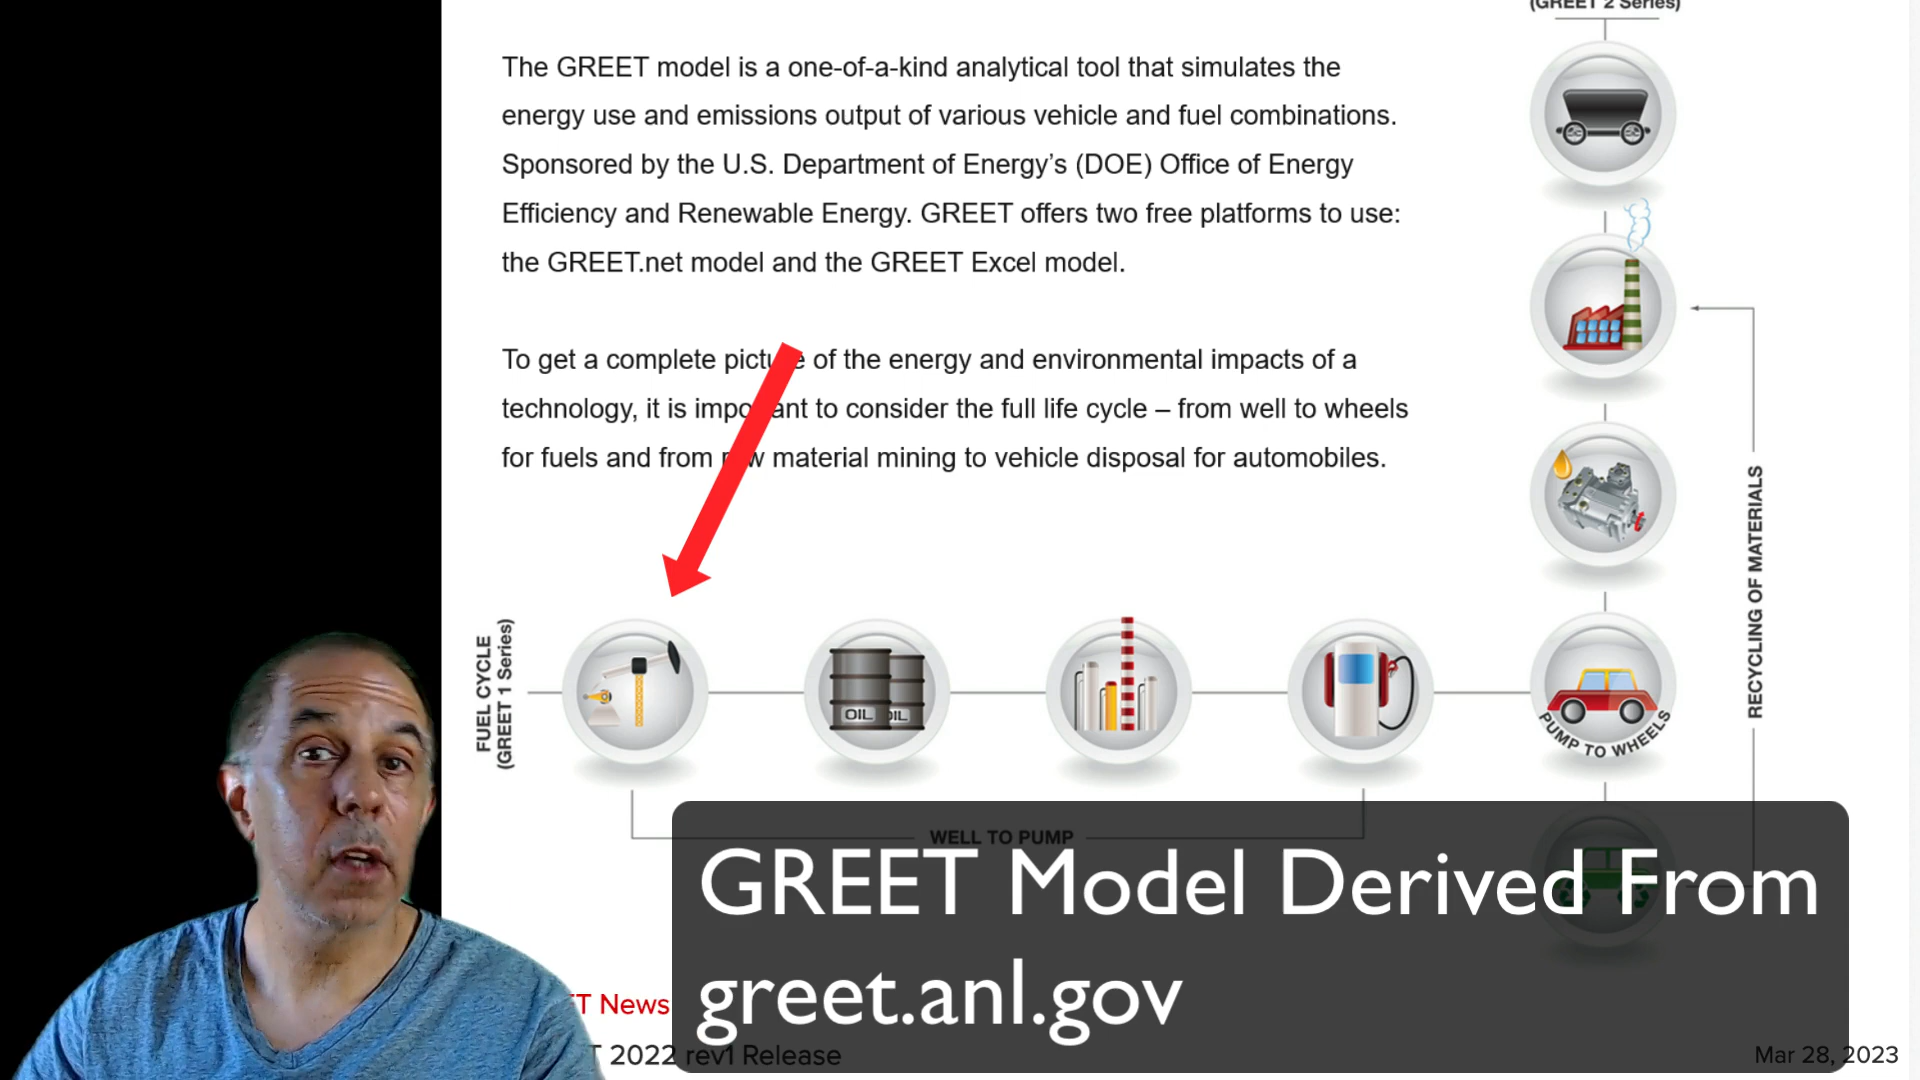 (GREET 2 Series)
The GREET model is a one-of-a-kind analytical tool that simulates the
energy use and emissions output of various vehicle and fuel combinations.
Sponsored by the U.S. Department of Energy’s (DOE) Office of Energy
Efficiency and Renewable Energy. GREET offers two free platforms to use:
the GREET.net model and the GREET Excel model.
To get a complete picture of the energy and environmental impacts of a
technology, it is important to consider the full life cycle – from well to wheels
for fuels and from raw material mining to vehicle disposal for automobiles.
RECYCLING OF MATERIALS
FUEL CYCLE
(GREET 1 Series)
OIL
OIL
PUMP TO WHEELS
WELL TO PUMP
GREET Model Derived From
greet.anl.gov
T News
T 2022 rev1 Release
Mar 28, 2023